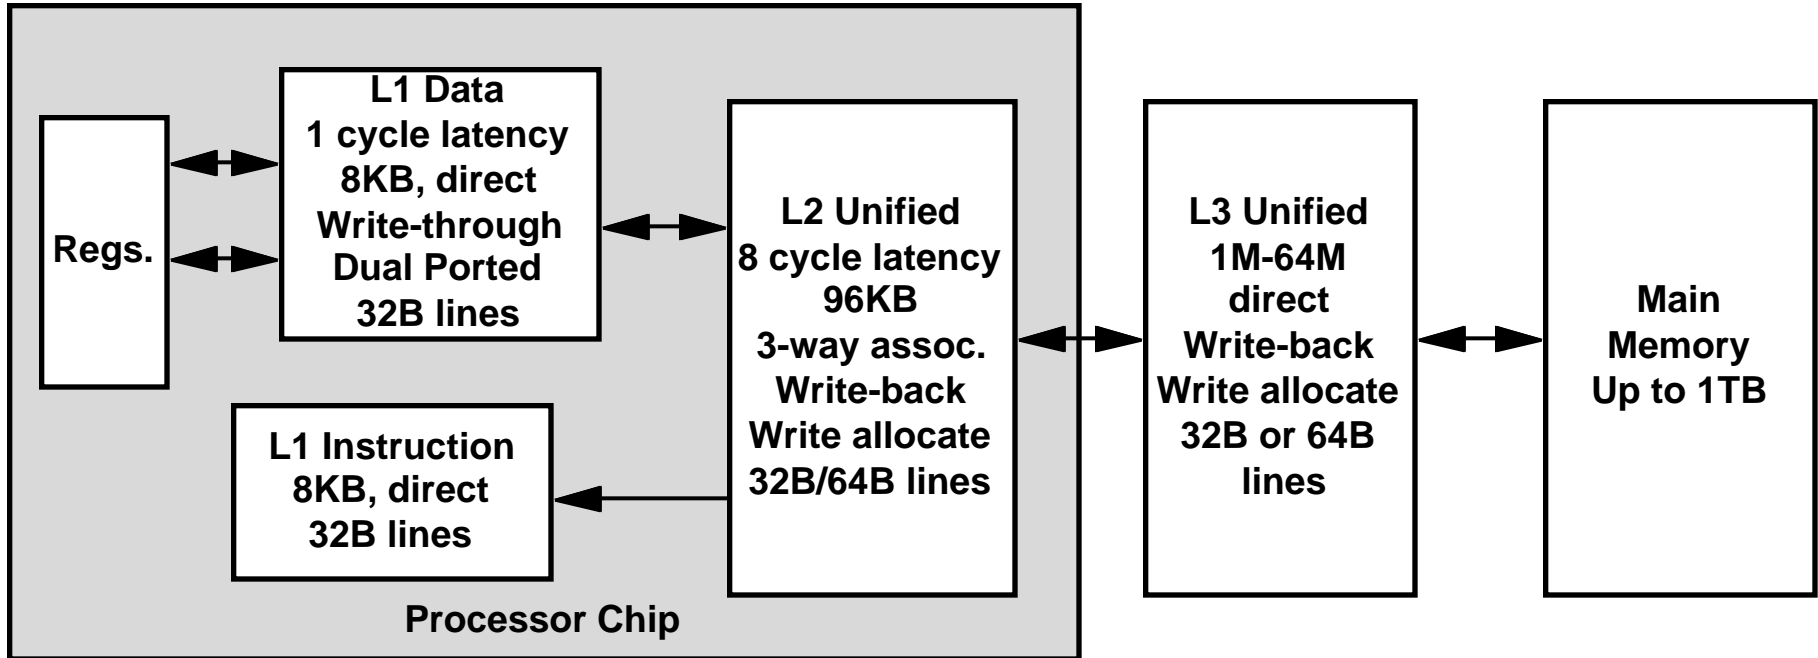 Regs.
L1 Data
1 cycle latency
8KB, direct
Write-through
Dual Ported
32B lines
L1 Instruction
8KB, direct
32B lines
L2 Unified
8 cycle latency
96KB
3-way assoc.
Write-back
Write allocate
32B/64B lines
Processor Chip
L3 Unified
1M-64M
direct
Write-back
Write allocate
32B or 64B
lines
Main
Memory
Up to 1TB